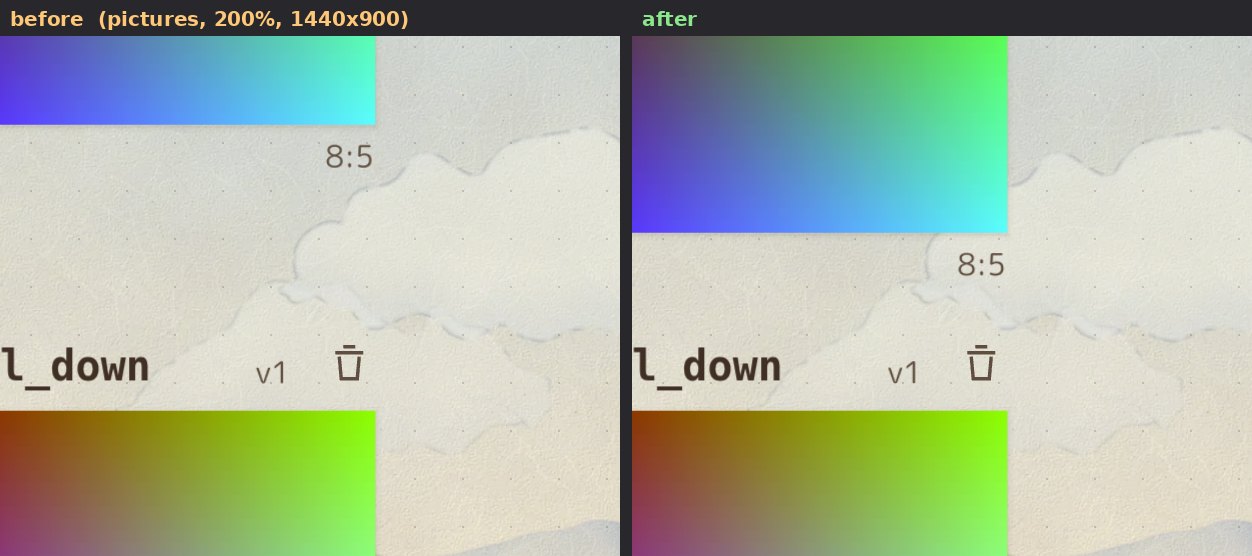 before (pictures, 200%, 1440x900)
after
8:5
8:5
l_down v1
l_down v1